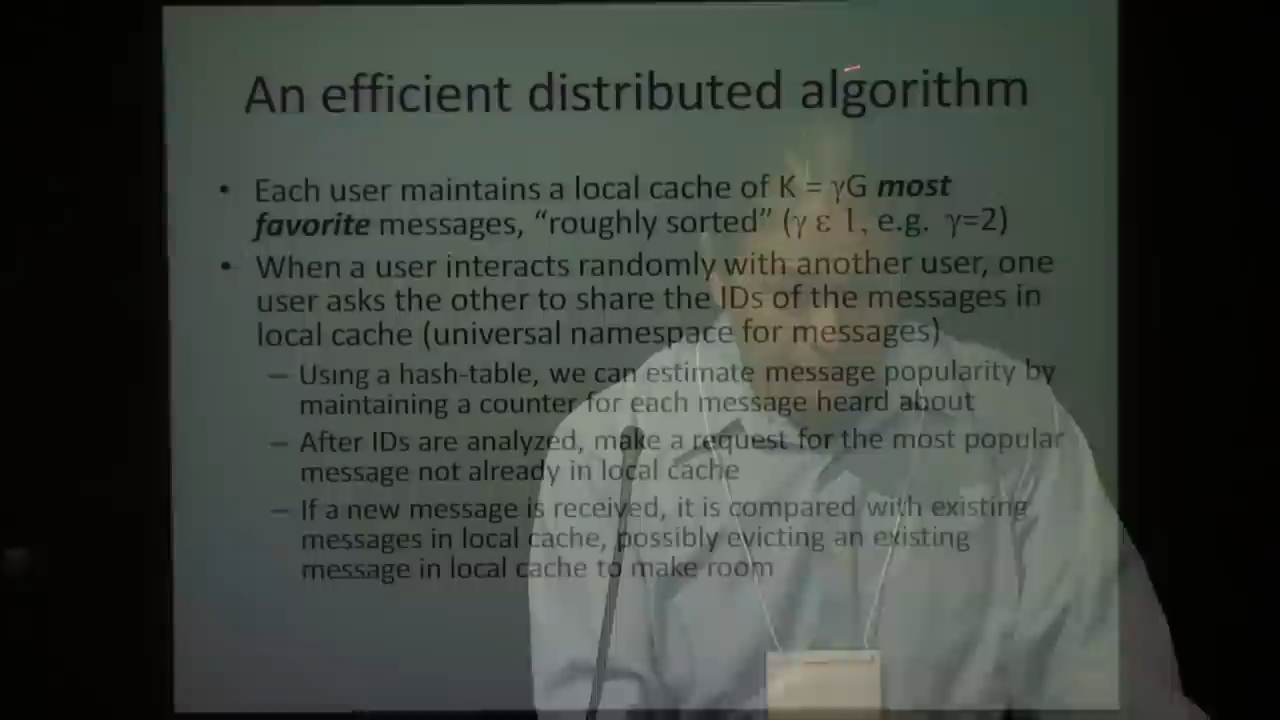 An efficient distributed algorithm
• Each user maintains a local cache of K = γG most
favorite messages, “roughly sorted” (γ ε l, e.g. γ=2)
• When a user interacts randomly with another user, one
user asks the other to share the IDs of the messages in
local cache (universal namespace for messages)
– Using a hash-table, we can estimate message popularity by
maintaining a counter for each message heard about
– After IDs are analyzed, make a request for the most popular
message not already in local cache
– If a new message is received, it is compared with existing
messages in local cache, possibly evicting an existing
message in local cache to make room